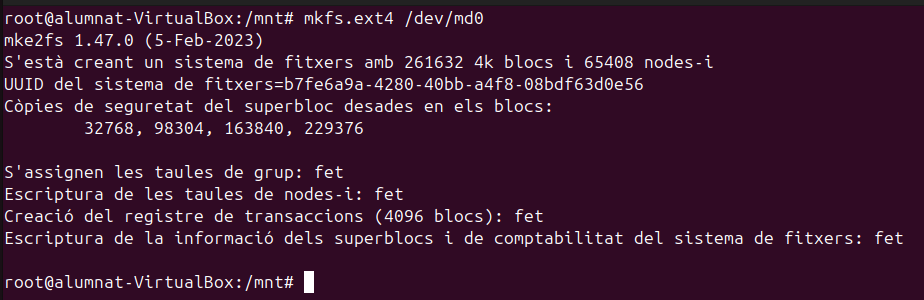 root@alumnat-VirtualBox:/mnt# mkfs.ext4 /dev/md0
mke2fs 1.47.0 (5-Feb-2023)
S'està creant un sistema de fitxers amb 261632 4k blocs i 65408 nodes-i
UUID del sistema de fitxers=b7fe6a9a-4280-40bb-a4f8-08bdf63d0e56
Còpies de seguretat del superbloc desades en els blocs:
        32768, 98304, 163840, 229376

S'assignen les taules de grup: fet
Escriptura de les taules de nodes-i: fet
Creació del registre de transaccions (4096 blocs): fet
Escriptura de la informació dels superblocs i de comptabilitat del sistema de fitxers: fet

root@alumnat-VirtualBox:/mnt#